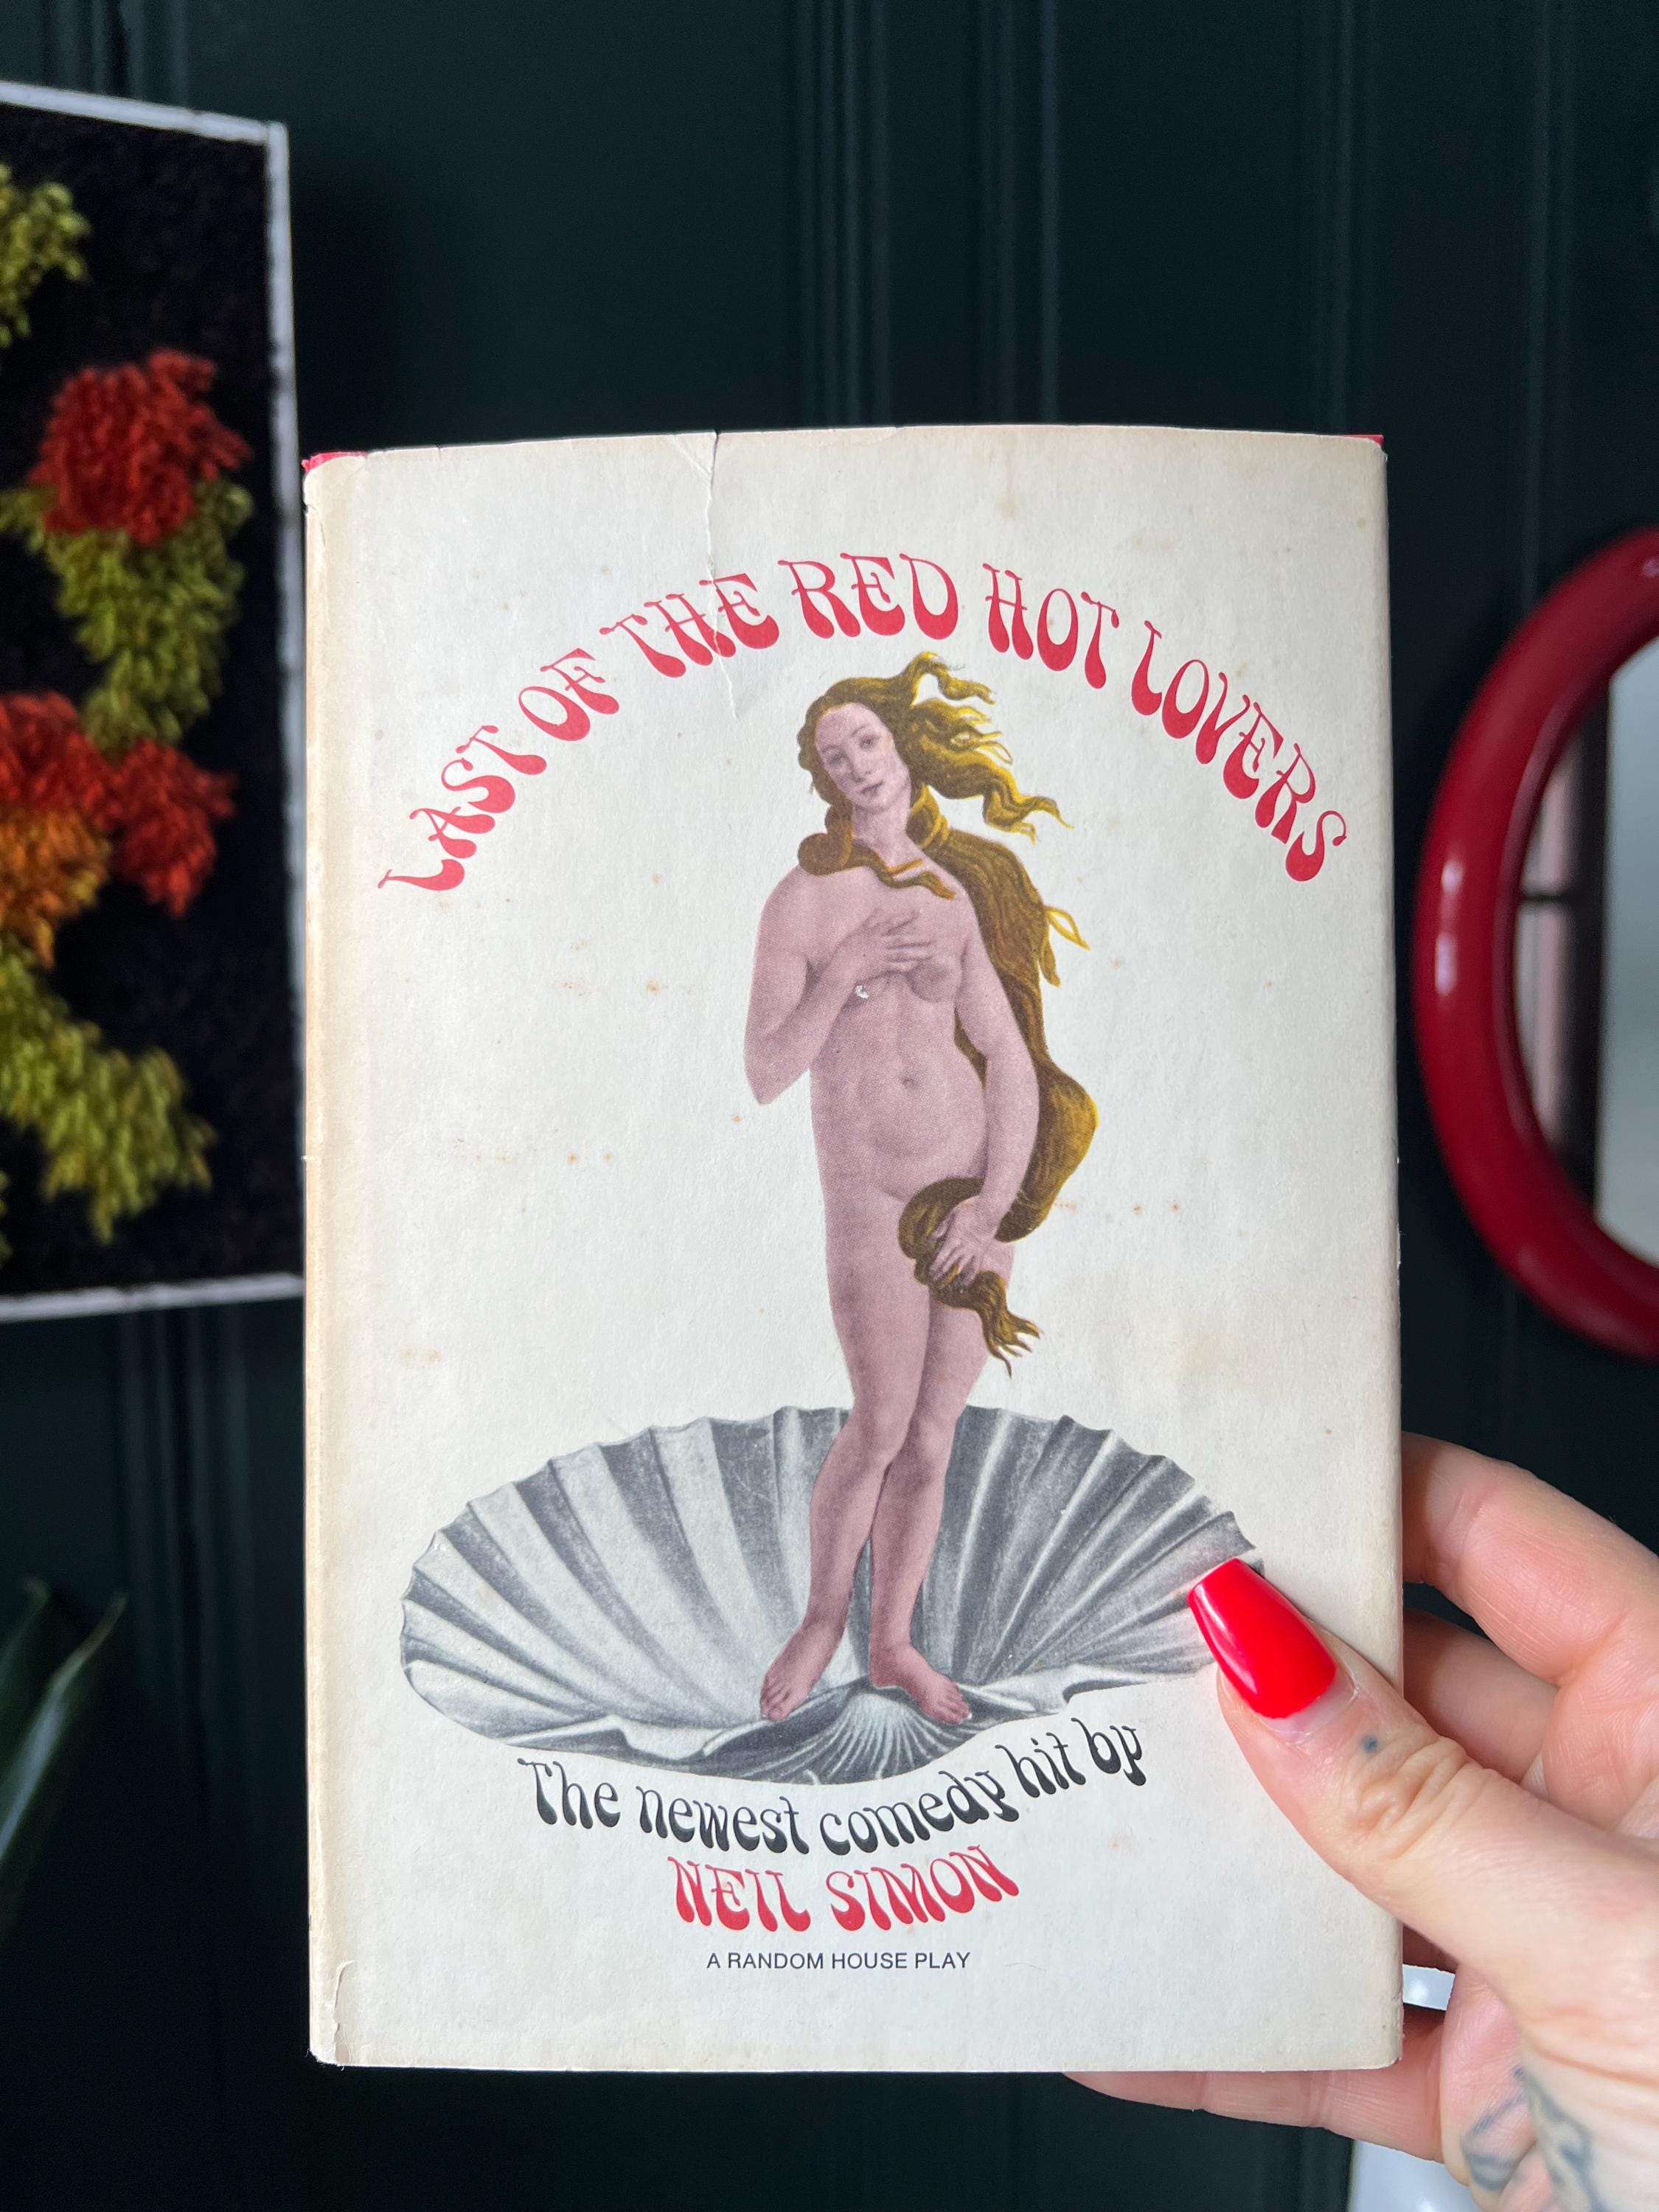 LAST OF THE RED HOT LOVERS
The newest comedy hit by
NEIL SIMON
A RANDOM HOUSE PLAY